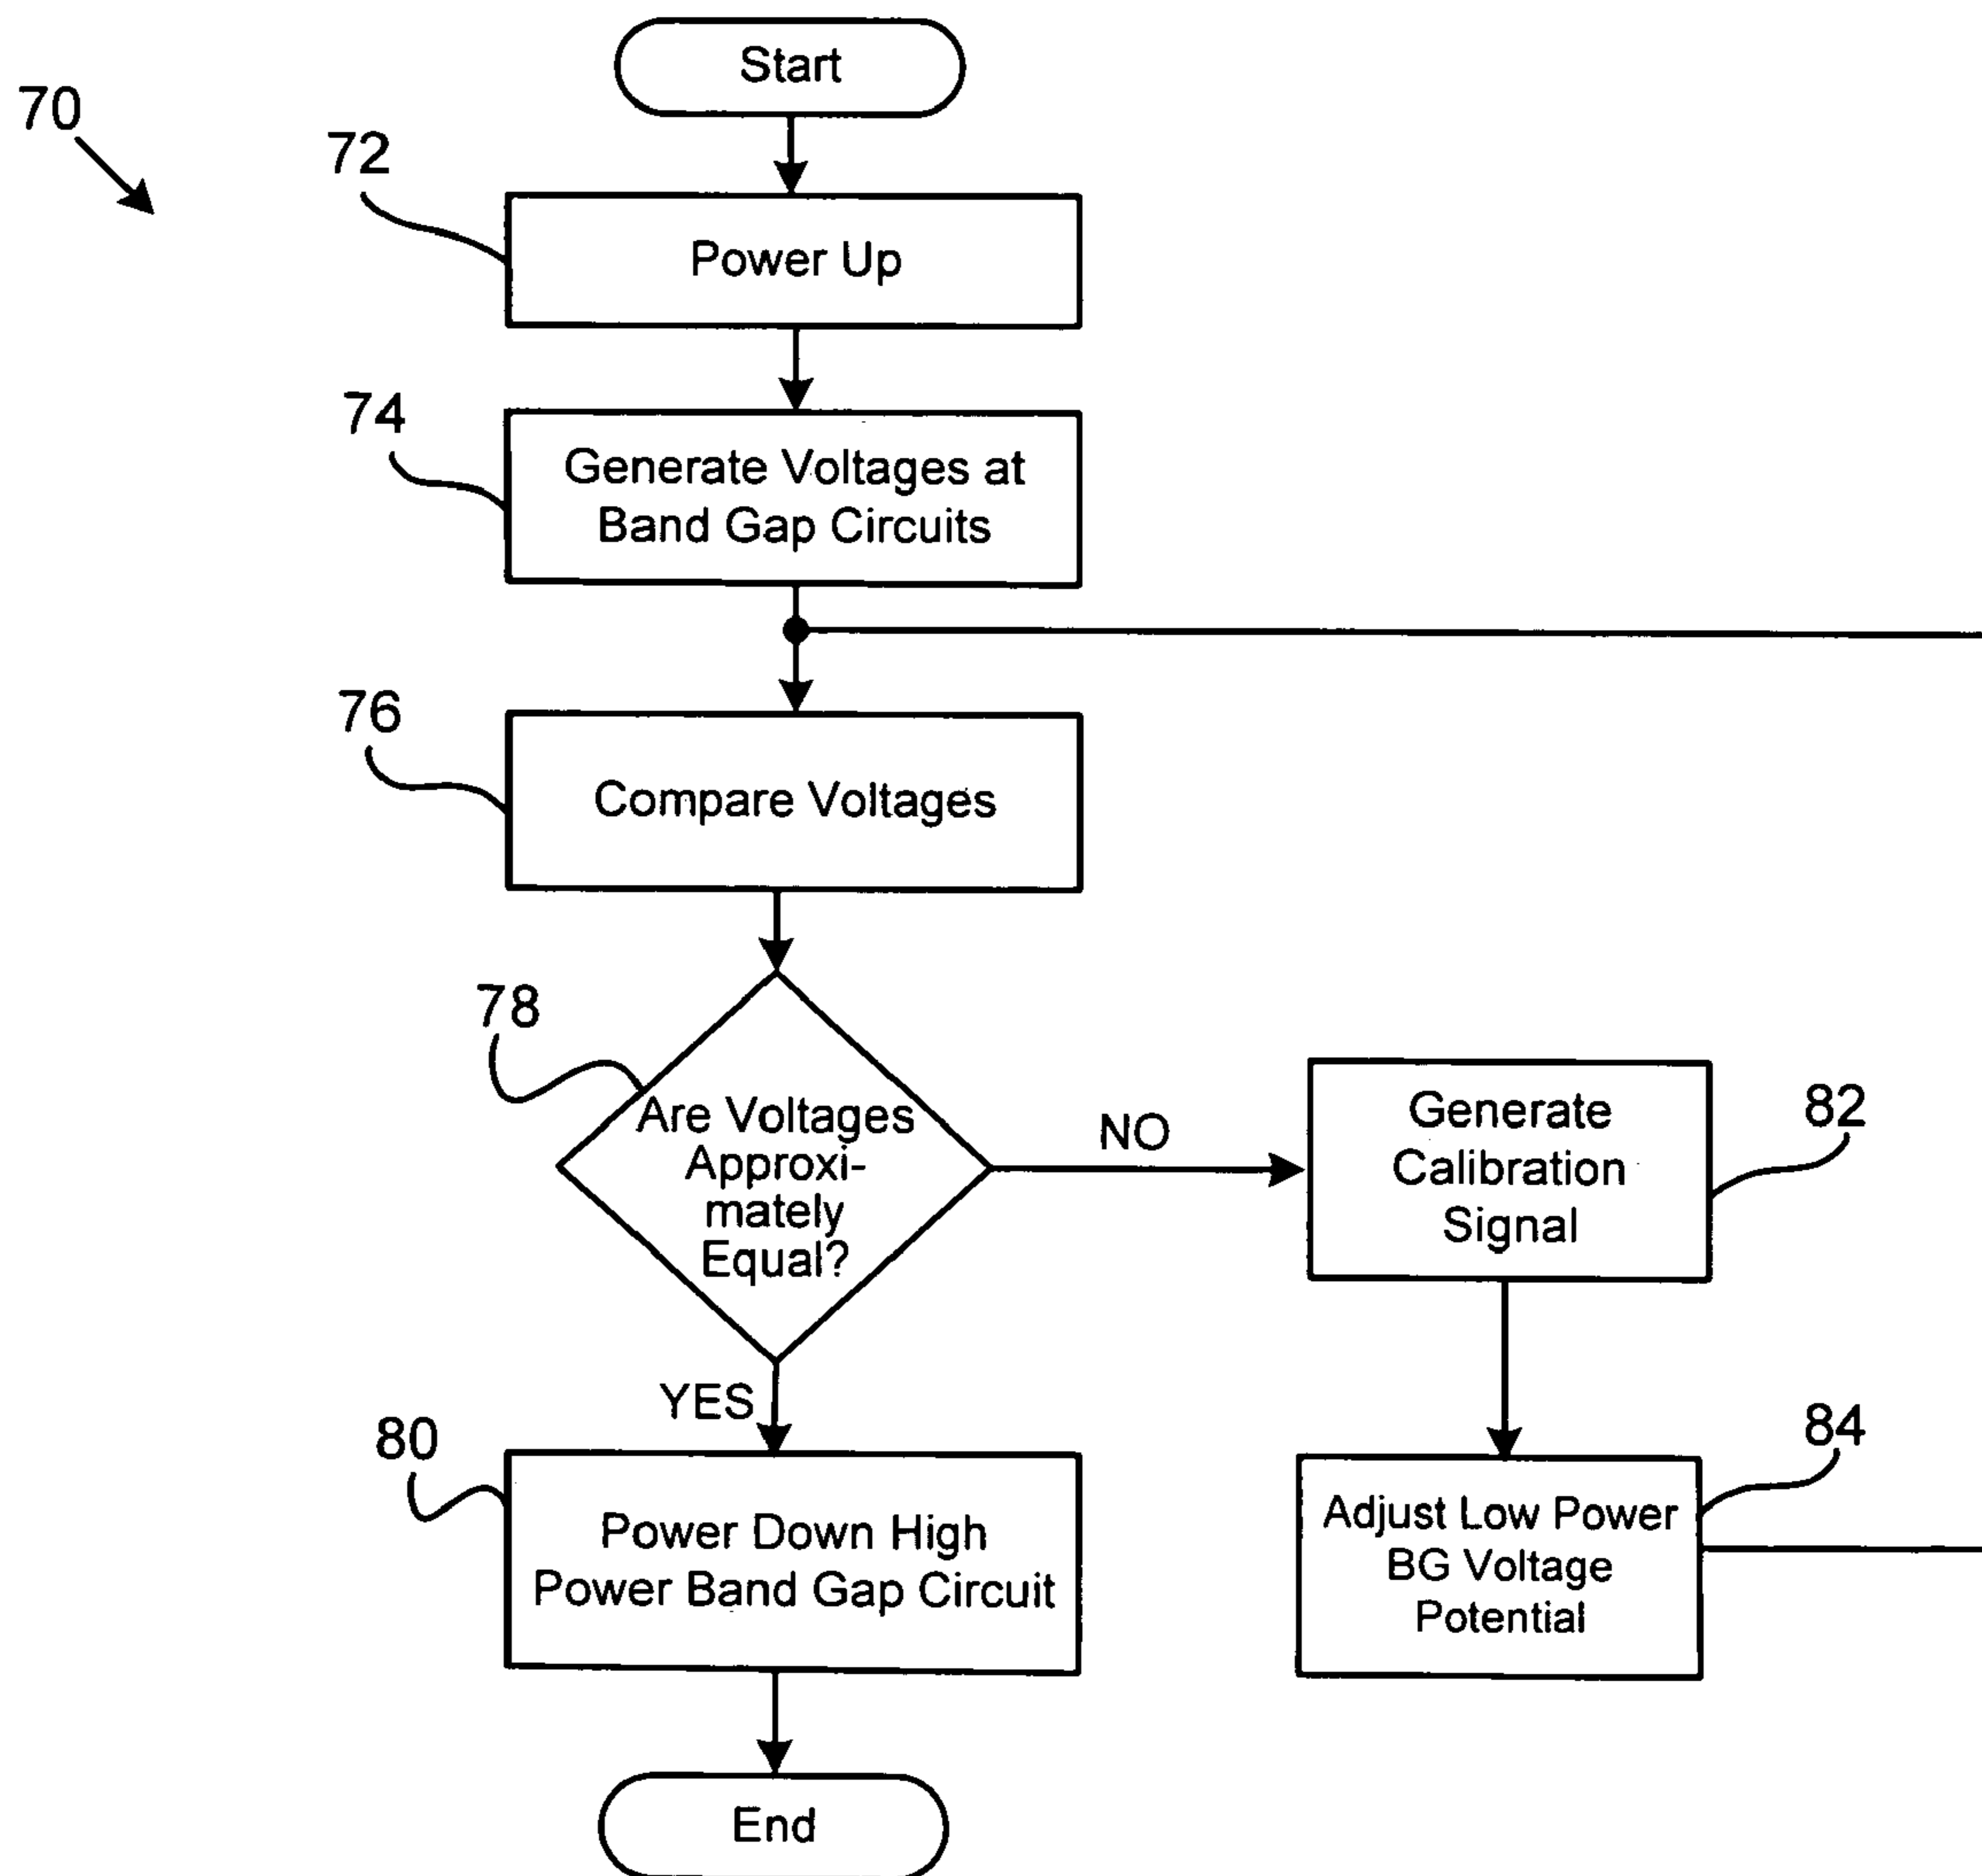 Start
70
72
Power Up
74
Generate Voltages at
Band Gap Circuits
76
Compare Voltages
78
Are Voltages
Approxi-
mately
Equal?
NO
Generate
Calibration
Signal
82
YES
80
Power Down High
Power Band Gap Circuit
84
Adjust Low Power
BG Voltage
Potential
End